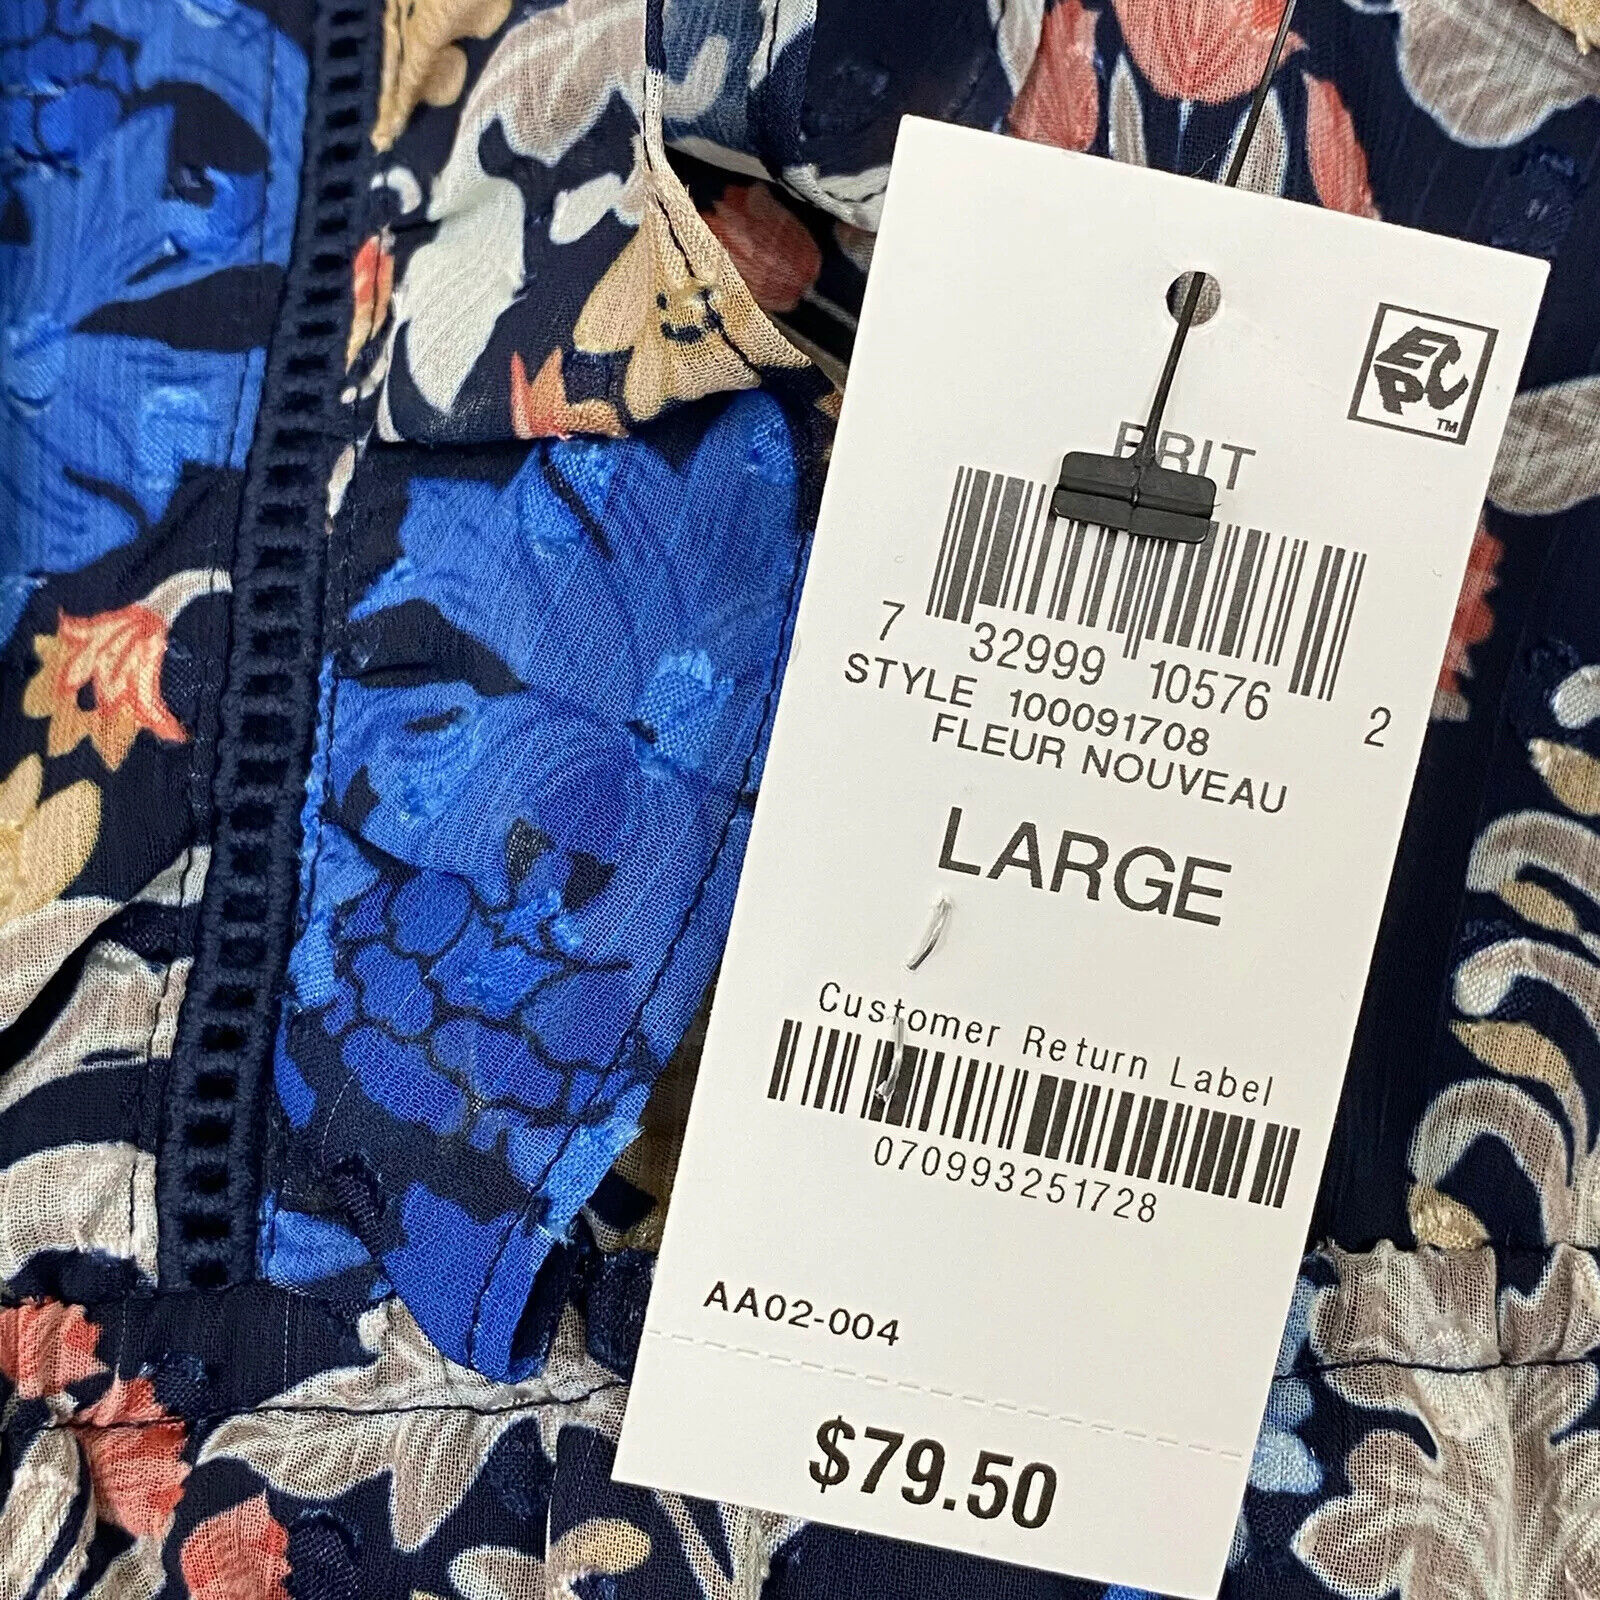 EPC
TM
BRIT
7 32999 10576 2
STYLE 100091708
FLEUR NOUVEAU
LARGE
Customer Return Label
070993251728
AA02-004
$79.50